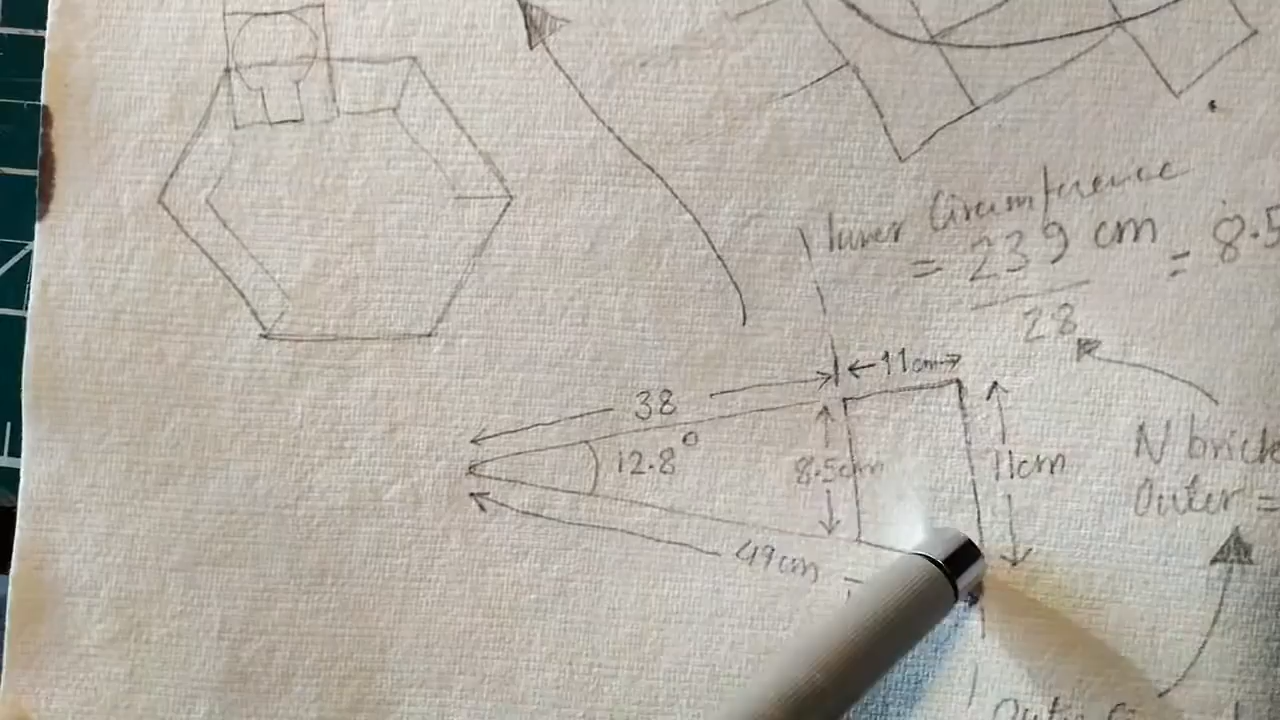 Inner Circumference
= 239 cm = 8.5
28
11cm
38
12.8°
8.5cm
11cm
49cm
N brick
Outer =